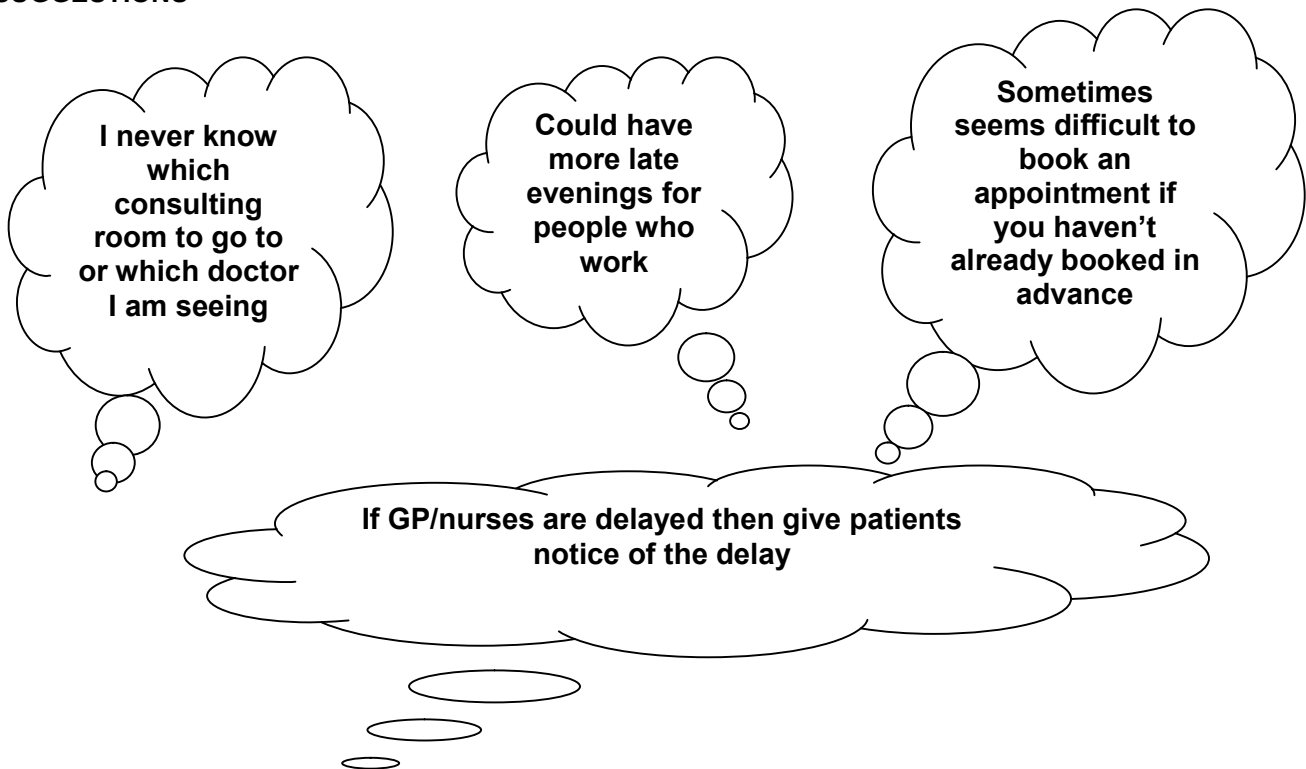 SUGGESTIONS
I never know
which
consulting
room to go to
or which doctor
I am seeing
Could have
more late
evenings for
people who
work
Sometimes
seems difficult to
book an
appointment if
you haven’t
already booked in
advance
If GP/nurses are delayed then give patients
notice of the delay